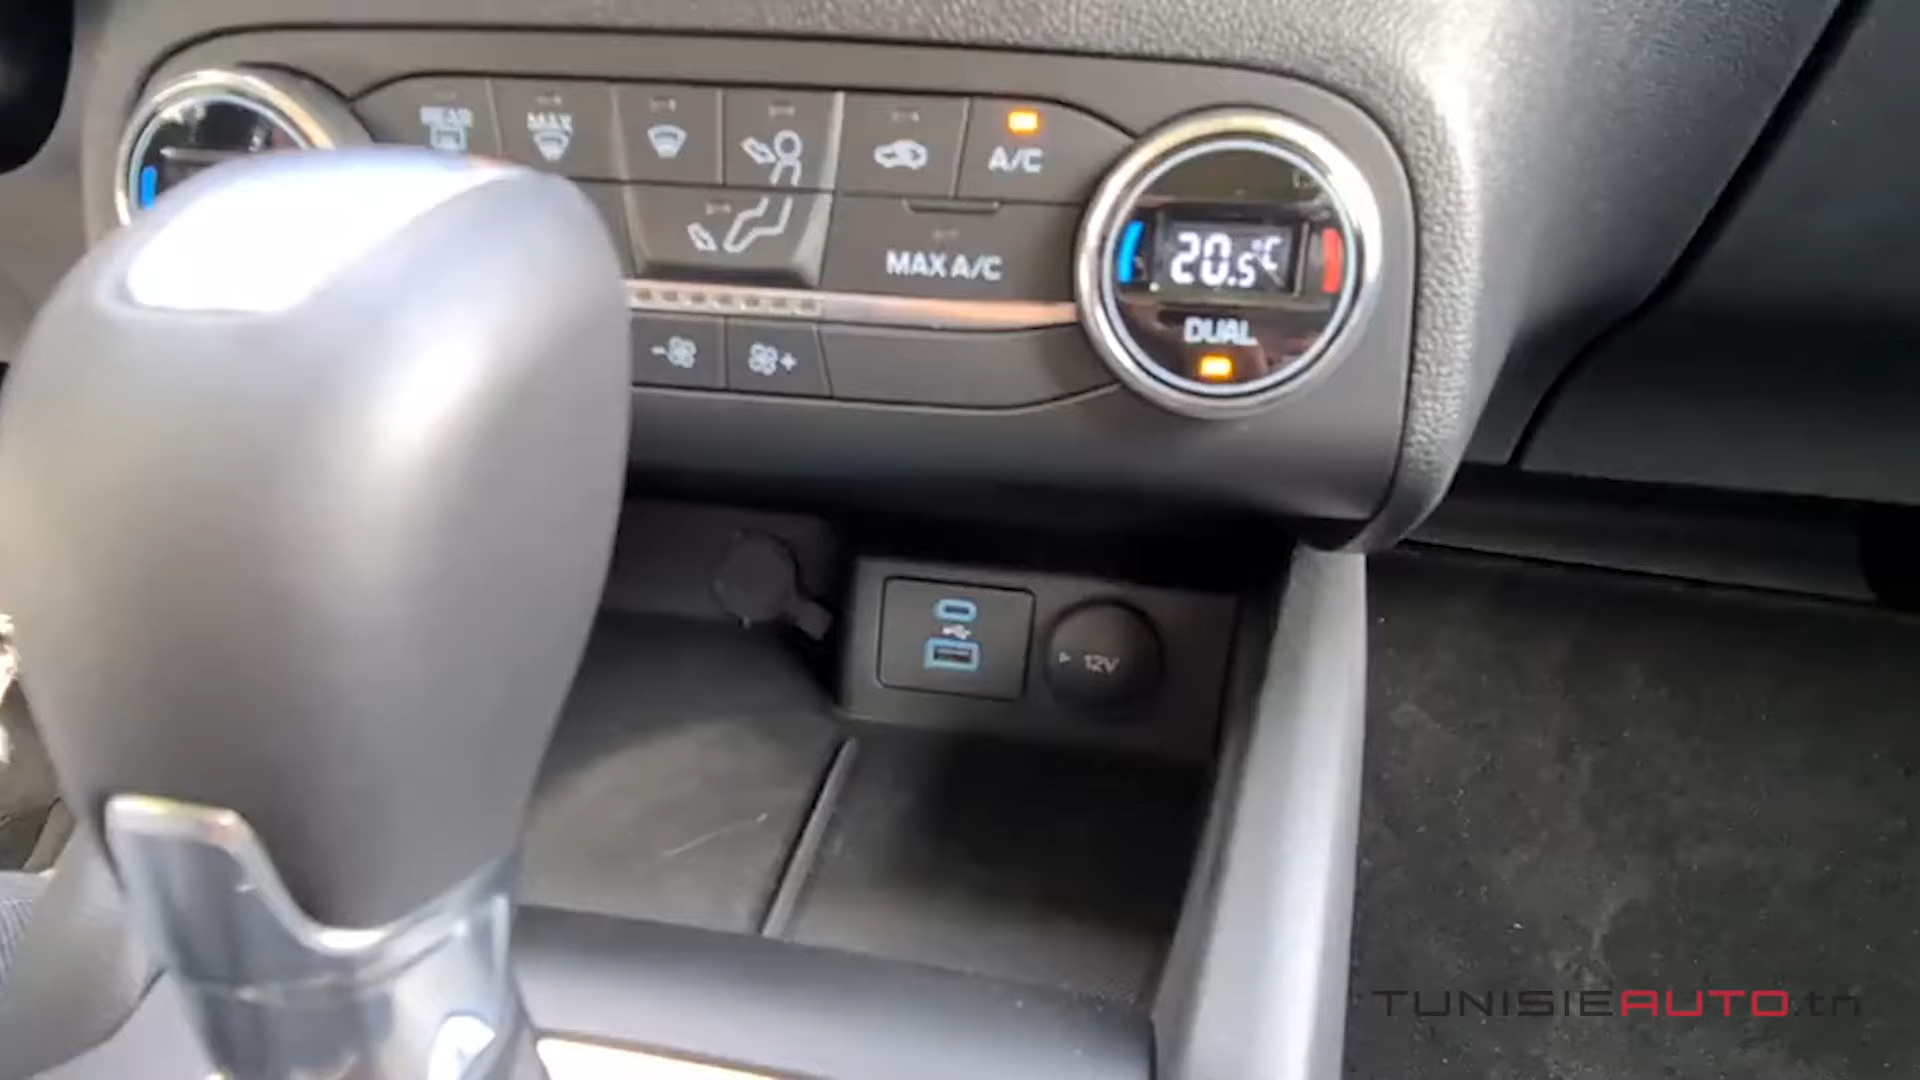 REAR
MAX
A/C
MAX A/C
20.5°C
DUAL
12V
TUNISIEAUTO.tn